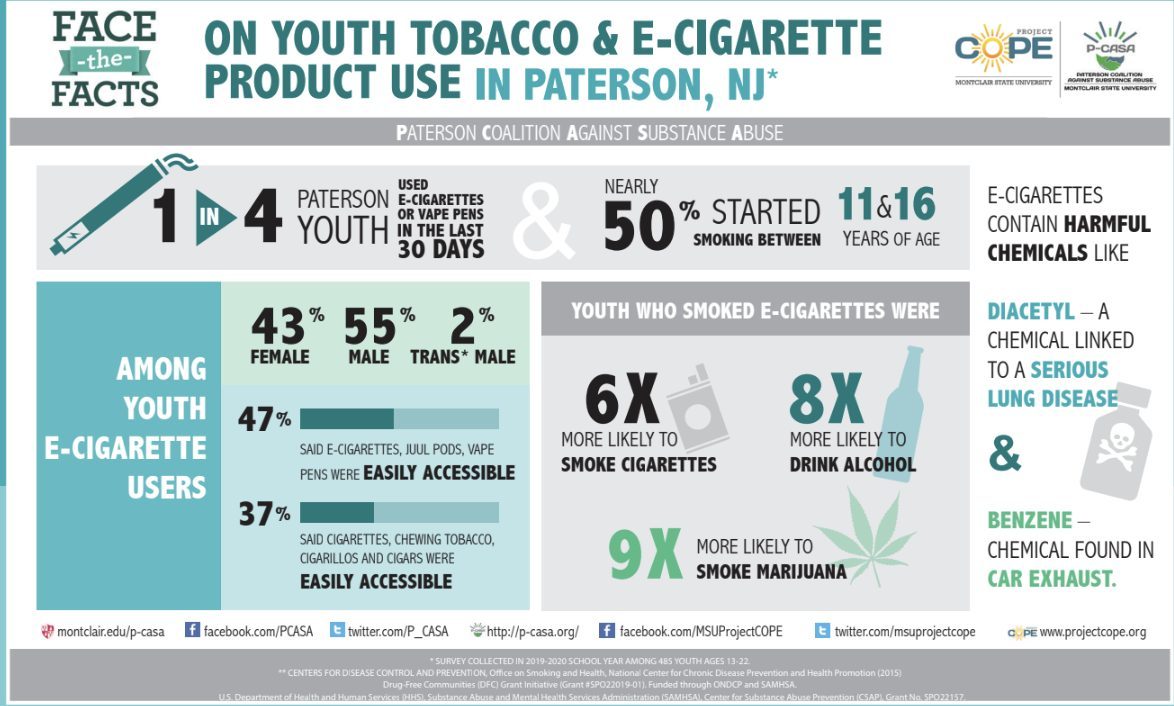 FACE
-the-
FACTS
ON YOUTH TOBACCO & E-CIGARETTE
PRODUCT USE IN PATERSON, NJ*
PROJECT
COPE
MONTCLAIR STATE UNIVERSITY
P-CASA
PATERSON COALITION
AGAINST SUBSTANCE ABUSE
MONTCLAIR STATE UNIVERSITY
PATERSON COALITION AGAINST SUBSTANCE ABUSE
1 IN 4
PATERSON
YOUTH
USED
E-CIGARETTES
OR VAPE PENS
IN THE LAST
30 DAYS
&
NEARLY
50% STARTED
SMOKING BETWEEN
11&16
YEARS OF AGE
E-CIGARETTES
CONTAIN HARMFUL
CHEMICALS LIKE
DIACETYL – A
CHEMICAL LINKED
TO A SERIOUS
LUNG DISEASE
&
BENZENE –
CHEMICAL FOUND IN
CAR EXHAUST.
AMONG
YOUTH
E-CIGARETTE
USERS
43% 55% 2%
FEMALE MALE TRANS* MALE
47%
SAID E-CIGARETTES, JUUL PODS, VAPE
PENS WERE EASILY ACCESSIBLE
37%
SAID CIGARETTES, CHEWING TOBACCO,
CIGARILLOS AND CIGARS WERE
EASILY ACCESSIBLE
YOUTH WHO SMOKED E-CIGARETTES WERE
6X
MORE LIKELY TO
SMOKE CIGARETTES
8X
MORE LIKELY TO
DRINK ALCOHOL
9X
MORE LIKELY TO
SMOKE MARIJUANA
montclair.edu/p-casa facebook.com/PCASA twitter.com/P_CASA http://p-casa.org/ facebook.com/MSUProjectCOPE twitter.com/msuprojectcope COPE www.projectcope.org
* SURVEY COLLECTED IN 2019-2020 SCHOOL YEAR AMONG 485 YOUTH AGES 13-22.
** CENTERS FOR DISEASE CONTROL AND PREVENTION, Office on Smoking and Health, National Center for Chronic Disease Prevention and Health Promotion (2015)
Drug-Free Communities (DFC) Grant Initiative (Grant #SPO22019-01). Funded through ONDCP and SAMHSA.
U.S. Department of Health and Human Services (HHS), Substance Abuse and Mental Health Services Administration (SAMHSA), Center for Substance Abuse Prevention (CSAP), Grant No. SPO22157.